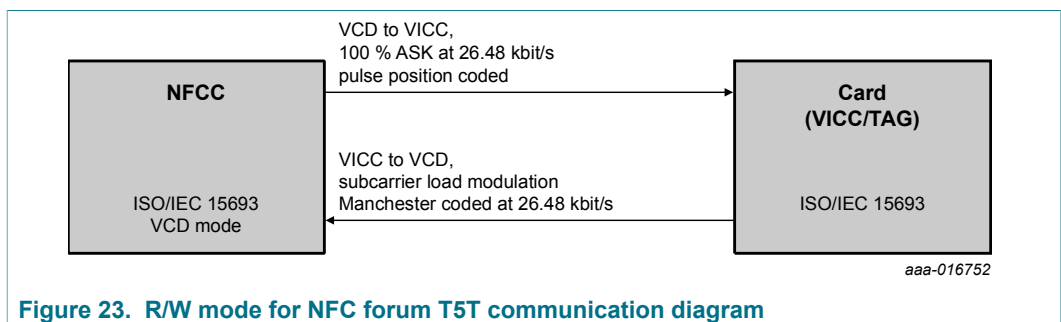 VCD to VICC,
100 % ASK at 26.48 kbit/s
pulse position coded
NFCC
Card
(VICC/TAG)
VICC to VCD,
subcarrier load modulation
Manchester coded at 26.48 kbit/s
ISO/IEC 15693
VCD mode
ISO/IEC 15693
aaa-016752
Figure 23. R/W mode for NFC forum T5T communication diagram